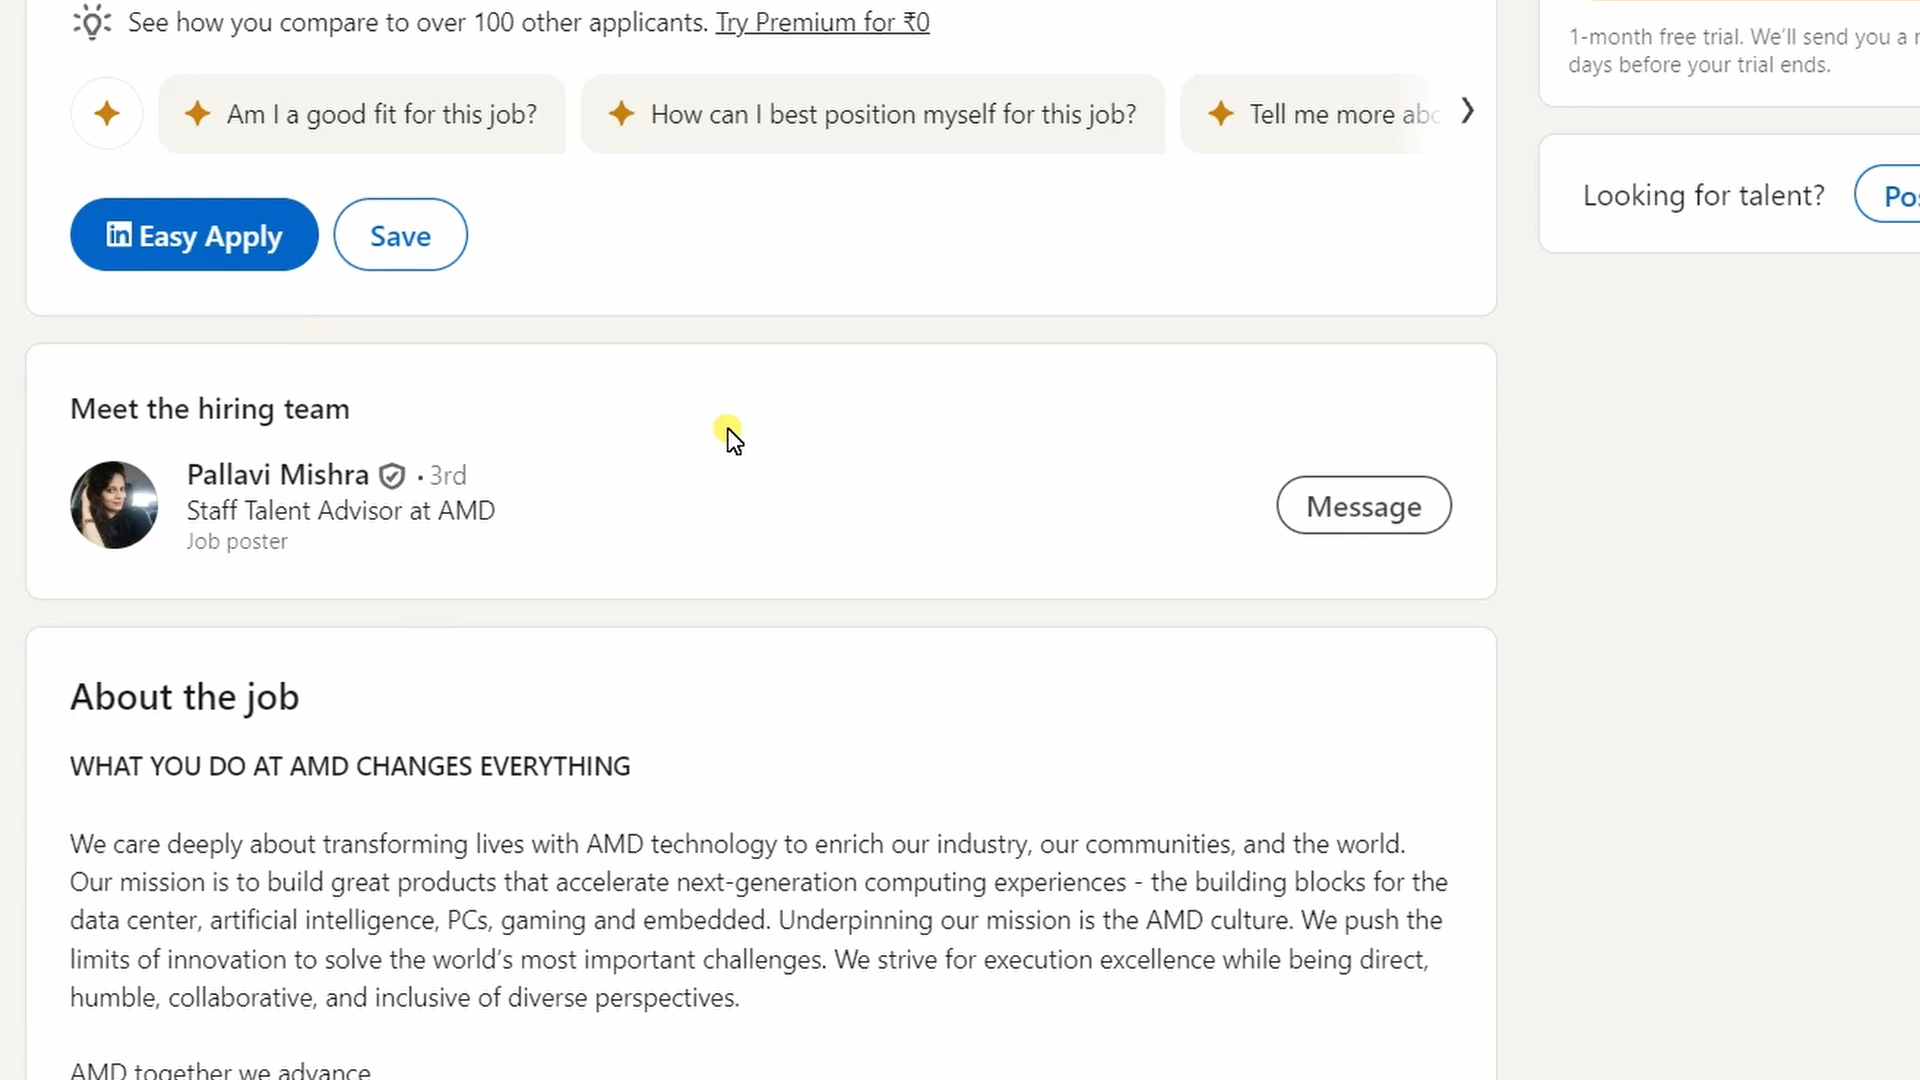 See how you compare to over 100 other applicants. Try Premium for ₹0
Am I a good fit for this job?
How can I best position myself for this job?
Tell me more
in Easy Apply
Save
Meet the hiring team
Pallavi Mishra · 3rd
Staff Talent Advisor at AMD
Job poster
Message
About the job
WHAT YOU DO AT AMD CHANGES EVERYTHING
We care deeply about transforming lives with AMD technology to enrich our industry, our communities, and the world.
Our mission is to build great products that accelerate next-generation computing experiences - the building blocks for the
data center, artificial intelligence, PCs, gaming and embedded. Underpinning our mission is the AMD culture. We push the
limits of innovation to solve the world's most important challenges. We strive for execution excellence while being direct,
humble, collaborative, and inclusive of diverse perspectives.
AMD together we advance
1-month free trial. We'll send you a
days before your trial ends.
Looking for talent?